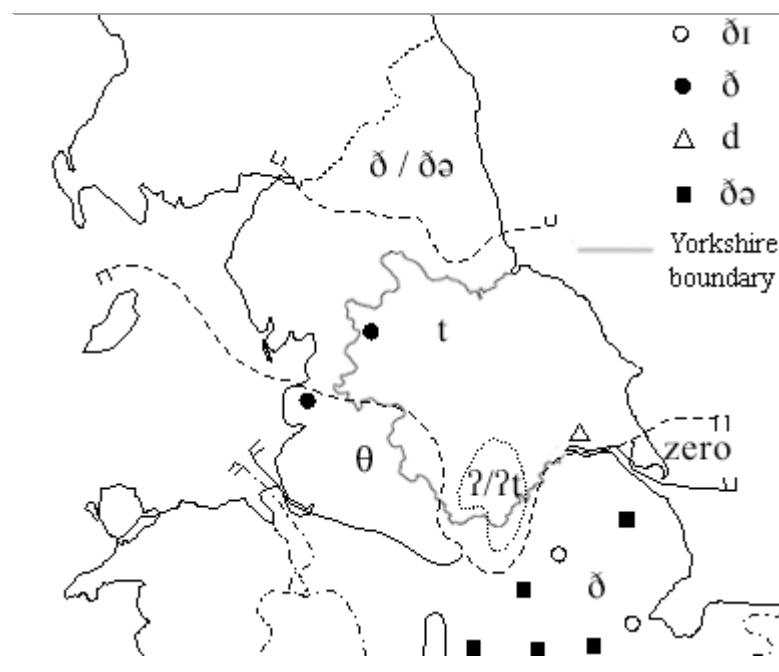 ðɪ
ð
d
ðə
Yorkshire
boundary
ð / ðə
t
θ
ʔ/ʔt
zero
ð